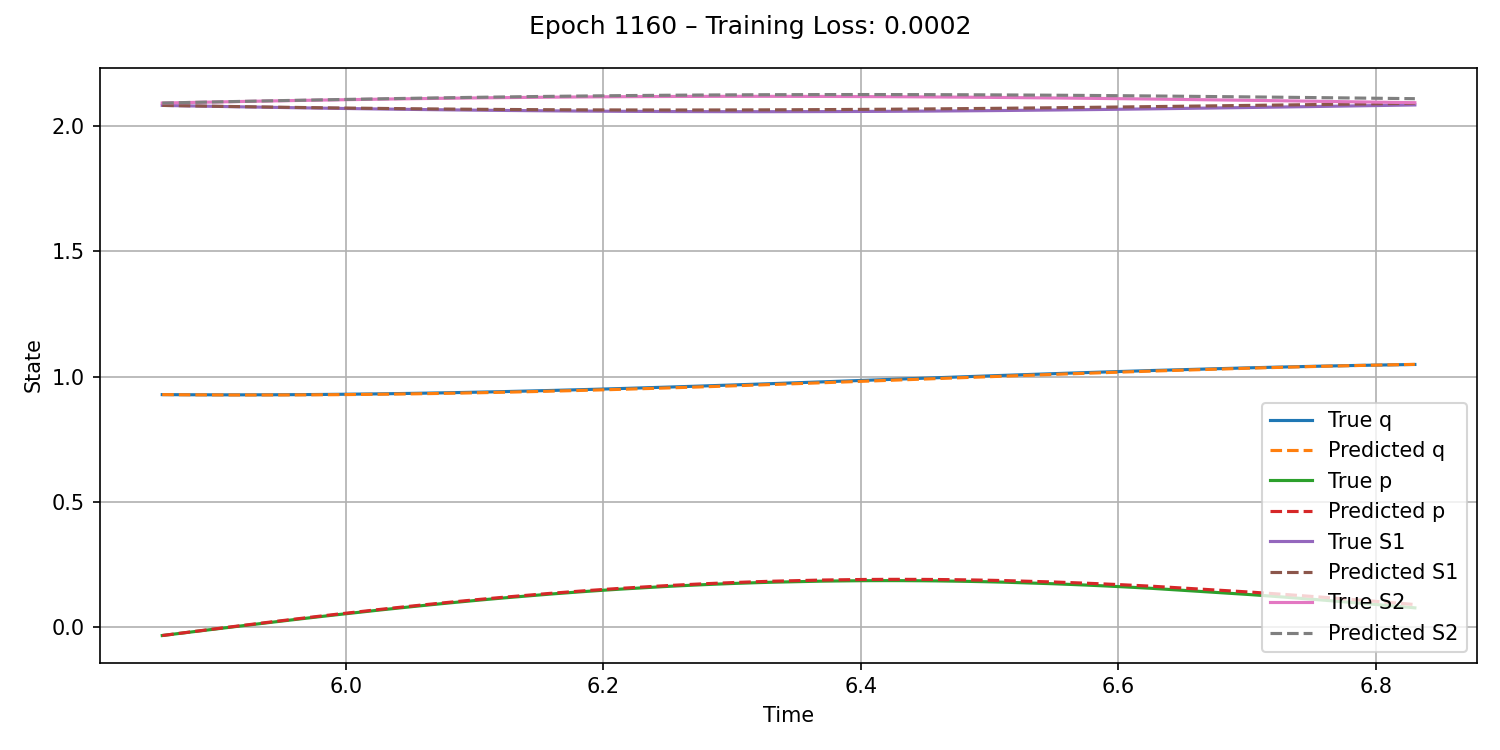 Epoch 1160 – Training Loss: 0.0002
State
2.0
1.5
1.0
0.5
0.0
True q
Predicted q
True p
Predicted p
True S1
Predicted S1
True S2
Predicted S2
6.0 6.2 6.4 6.6 6.8
Time